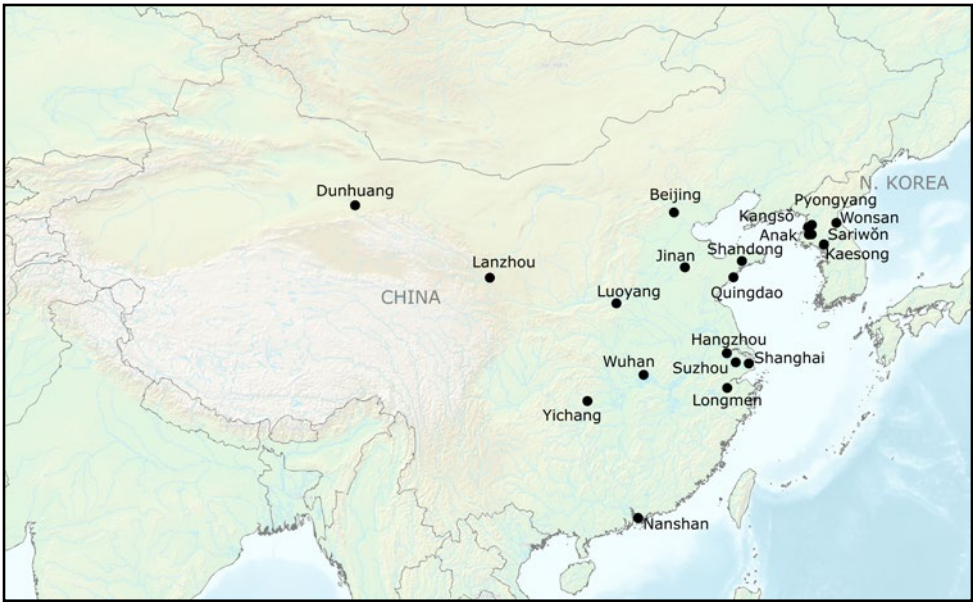 N. KOREA
Dunhuang
Beijing
Pyongyang
Kangsŏ
Wonsan
Anak
Sariwŏn
Kaesong
Jinan
Shandong
Lanzhou
CHINA
Luoyang
Quingdao
Hangzhou
Wuhan
Suzhou
Shanghai
Yichang
Longmen
Nanshan